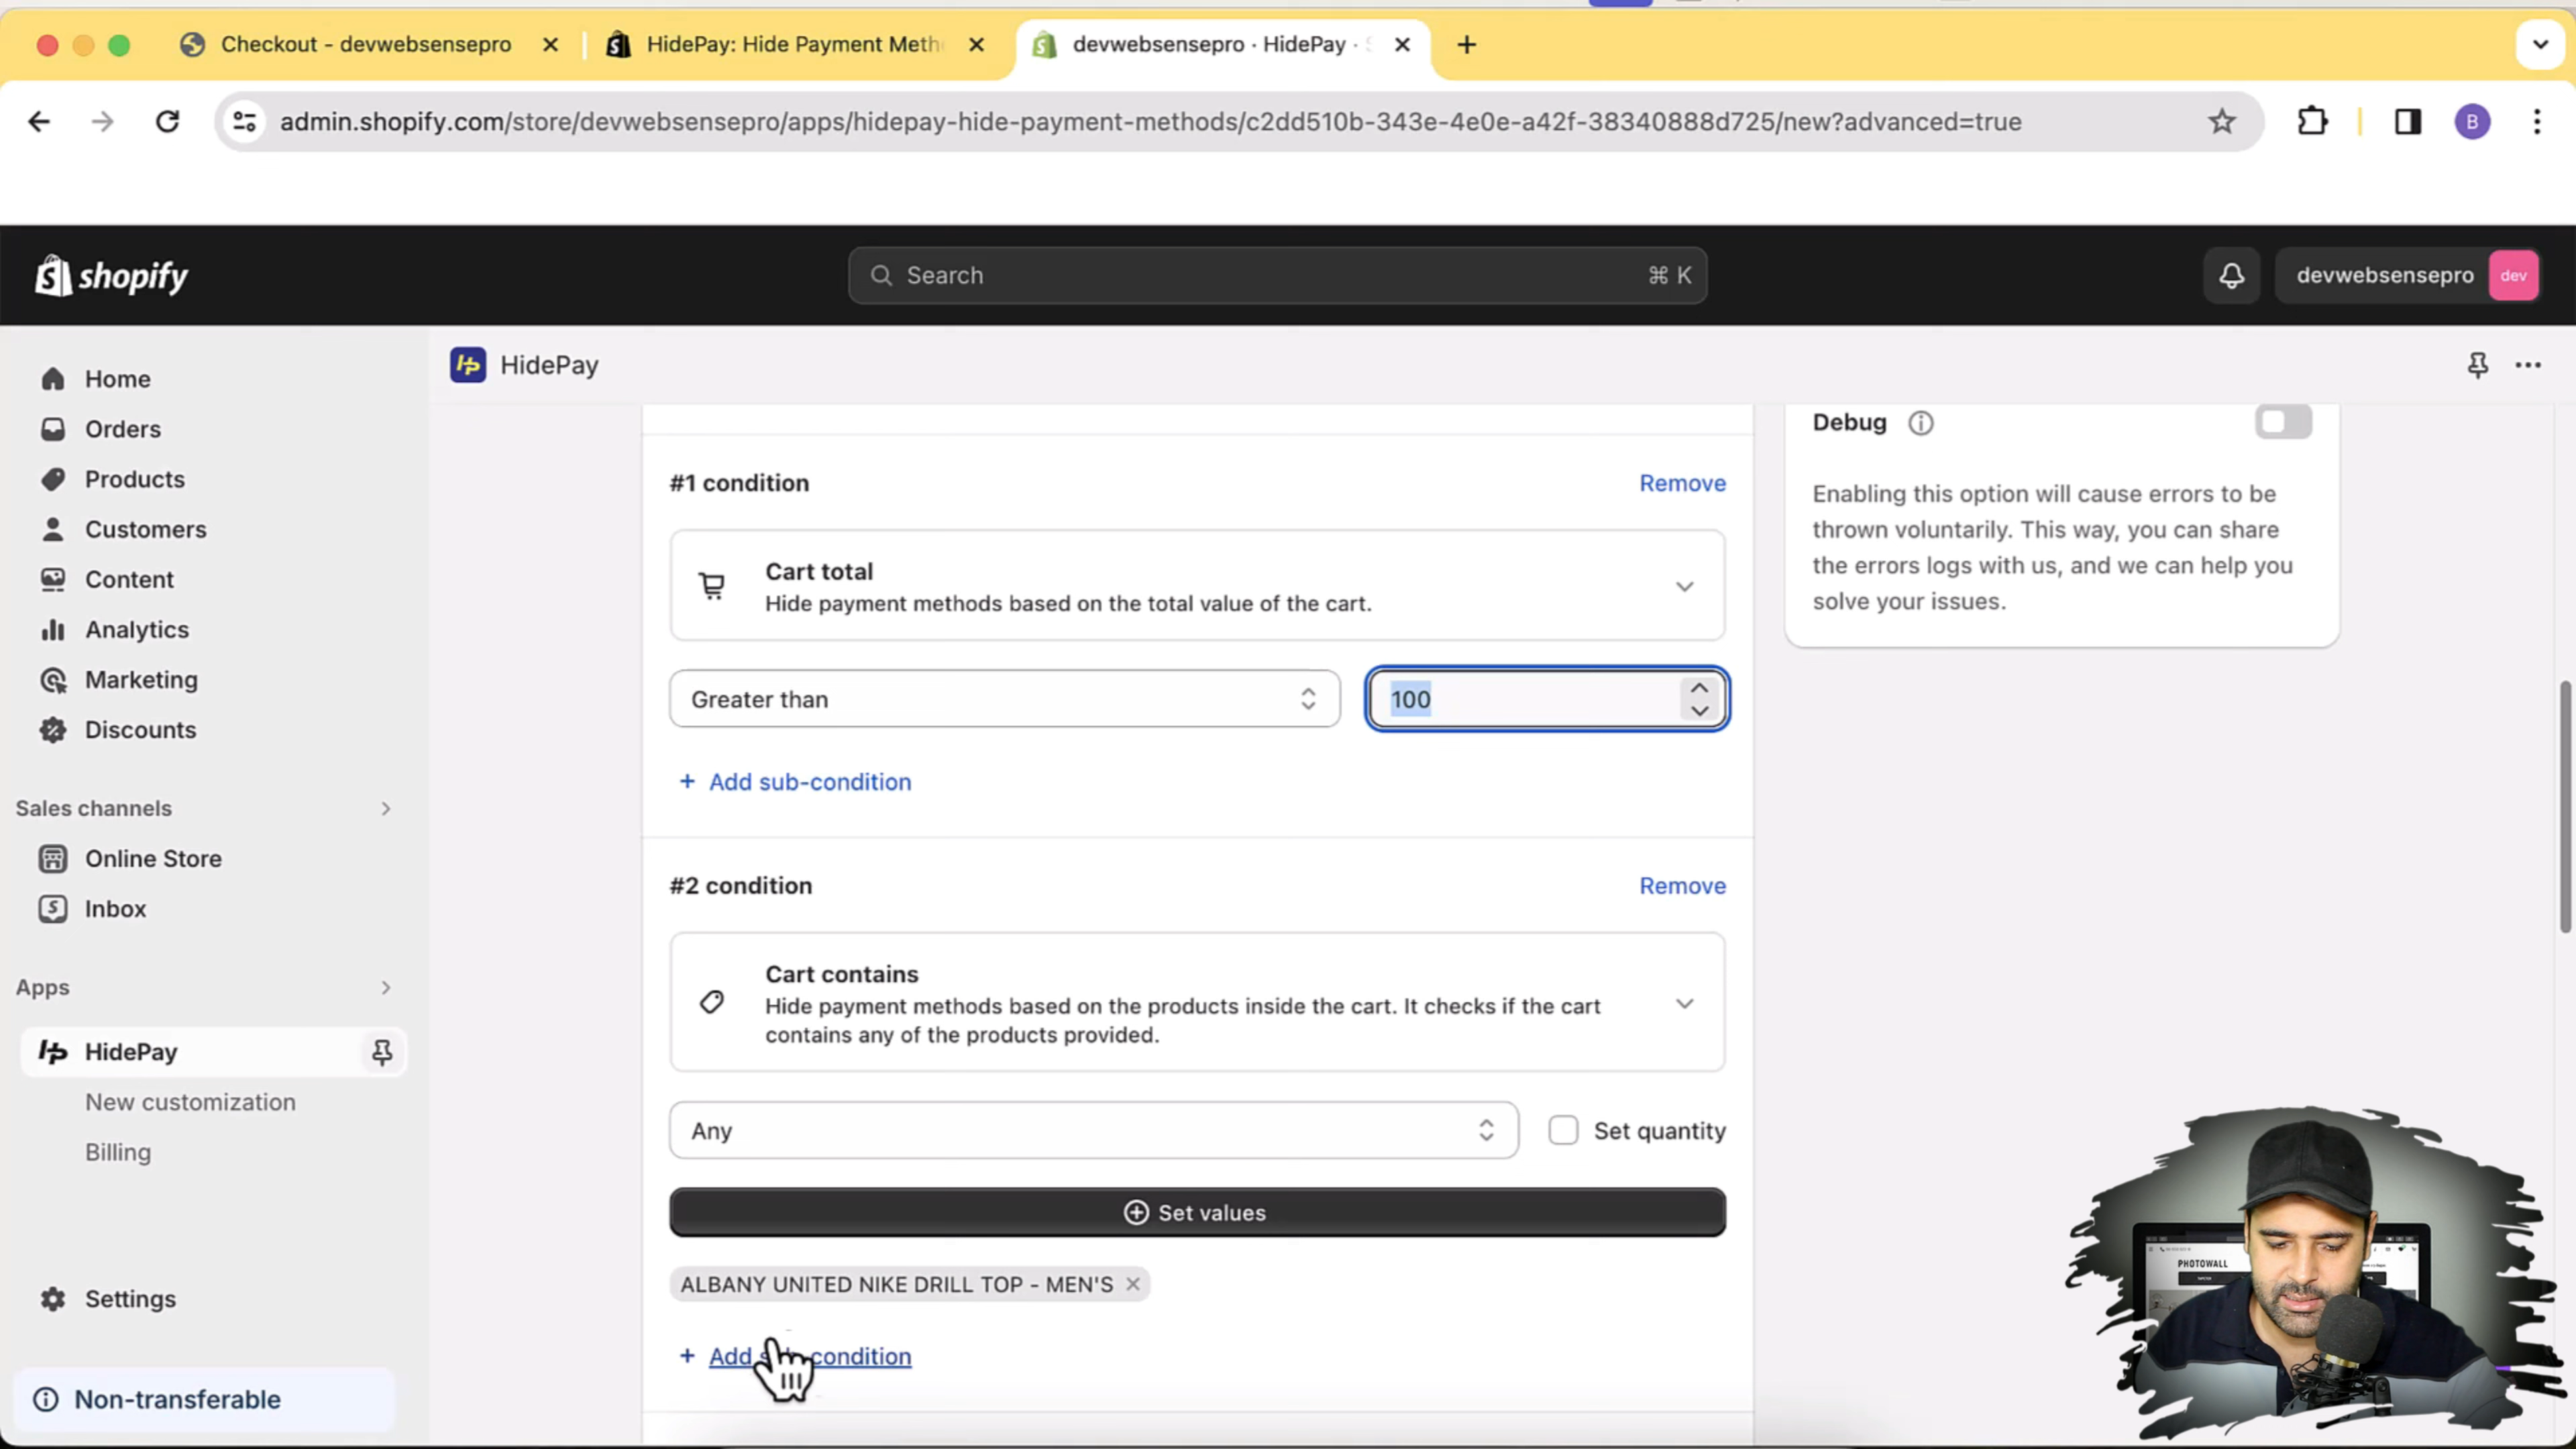 Checkout - devwebsensepro
HidePay: Hide Payment Meth
devwebsensepro · HidePay ·
admin.shopify.com/store/devwebsensepro/apps/hidepay-hide-payment-methods/c2dd510b-343e-4e0e-a42f-38340888d725/new?advanced=true
B
shopify
Search
⌘ K
devwebsensepro
dev
Home
Orders
Products
Customers
Content
Analytics
Marketing
Discounts
Sales channels
Online Store
Inbox
Apps
HidePay
New customization
Billing
Settings
Non-transferable
HidePay
#1 condition
Remove
Cart total
Hide payment methods based on the total value of the cart.
Greater than
100
+ Add sub-condition
#2 condition
Remove
Cart contains
Hide payment methods based on the products inside the cart. It checks if the cart
contains any of the products provided.
Any
Set quantity
Set values
ALBANY UNITED NIKE DRILL TOP - MEN'S
+ Add condition
Debug
Enabling this option will cause errors to be
thrown voluntarily. This way, you can share
the errors logs with us, and we can help you
solve your issues.
PHOTOWALL